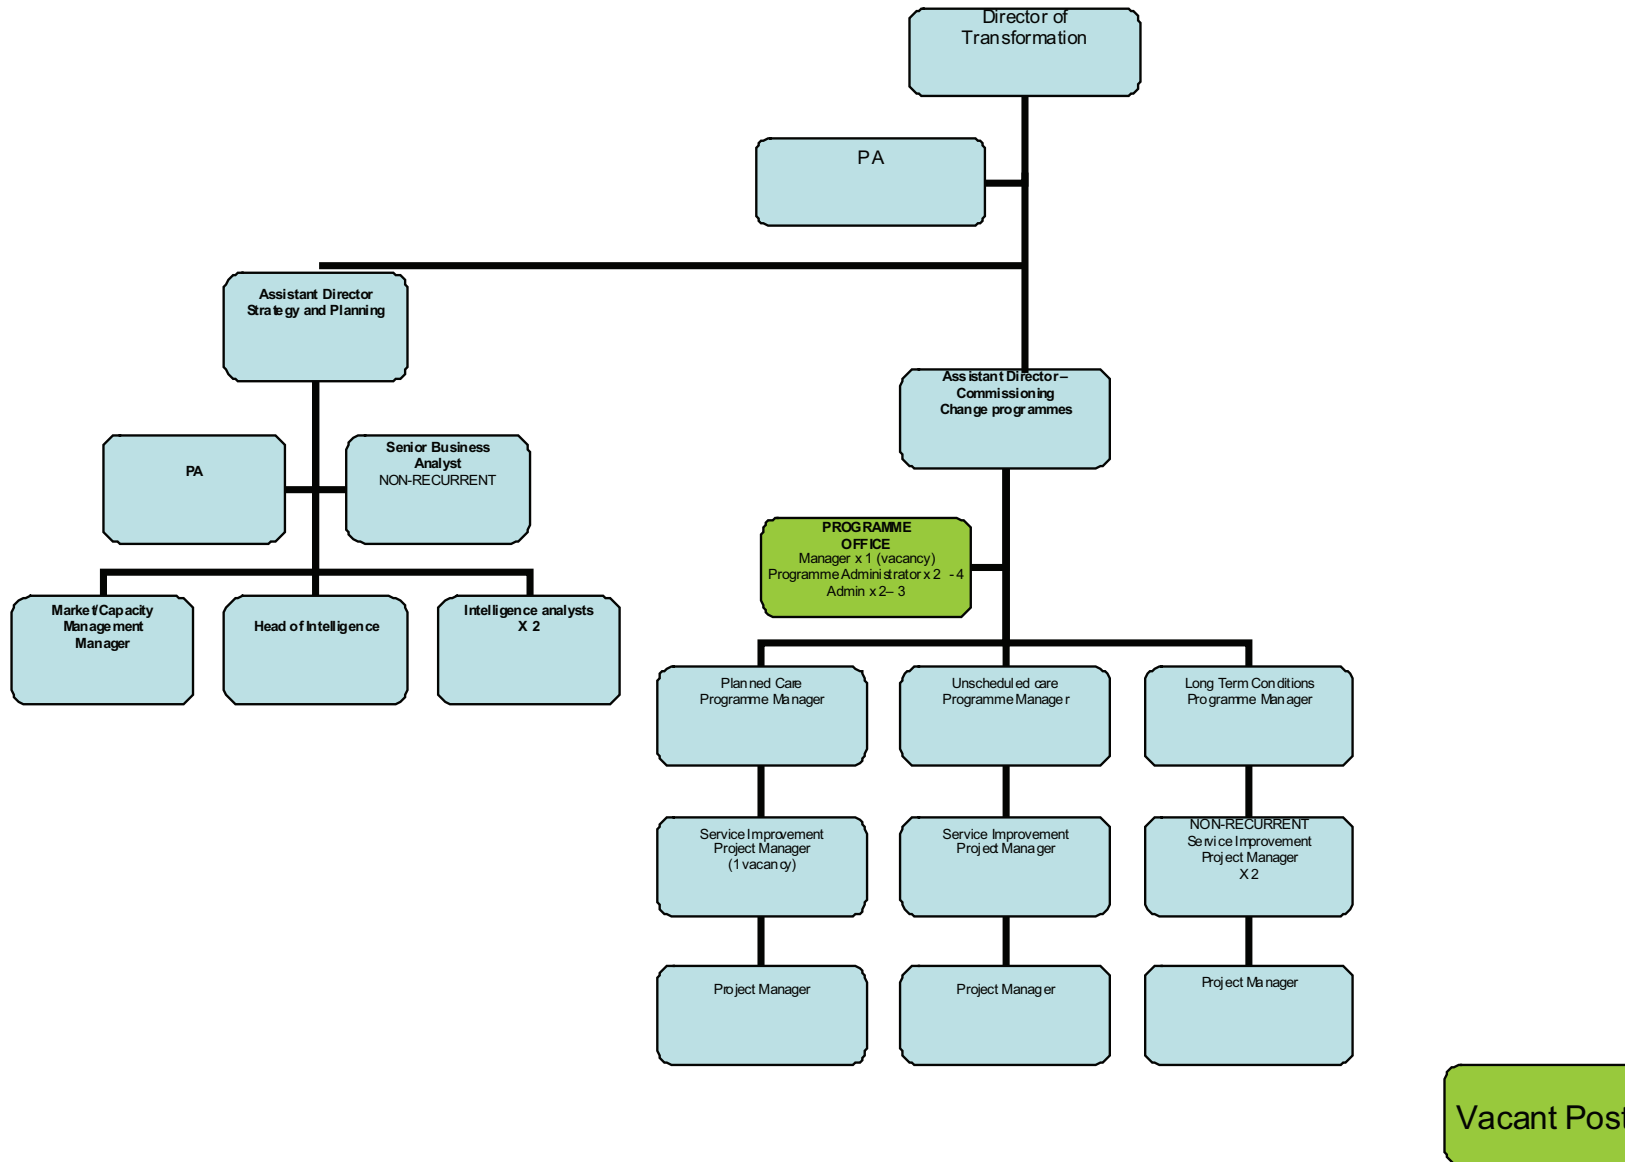 Director of
Transformation
PA
Assistant Director
Strategy and Planning
Assistant Director –
Commissioning
Change programmes
PA
Senior Business
Analyst
NON-RECURRENT
PROGRAMME
OFFICE
Manager x 1 (vacancy)
Programme Administrator x 2 - 4
Admin x 2– 3
Market/Capacity
Management
Manager
Head of Intelligence
Intelligence analysts
X 2
Planned Care
Programme Manager
Unscheduled care
Programme Manager
Long Term Conditions
Programme Manager
Service Improvement
Project Manager
(1 vacancy)
Service Improvement
Project Manager
NON-RECURRENT
Service Improvement
Project Manager
X 2
Project Manager
Project Manager
Project Manager
Vacant Post